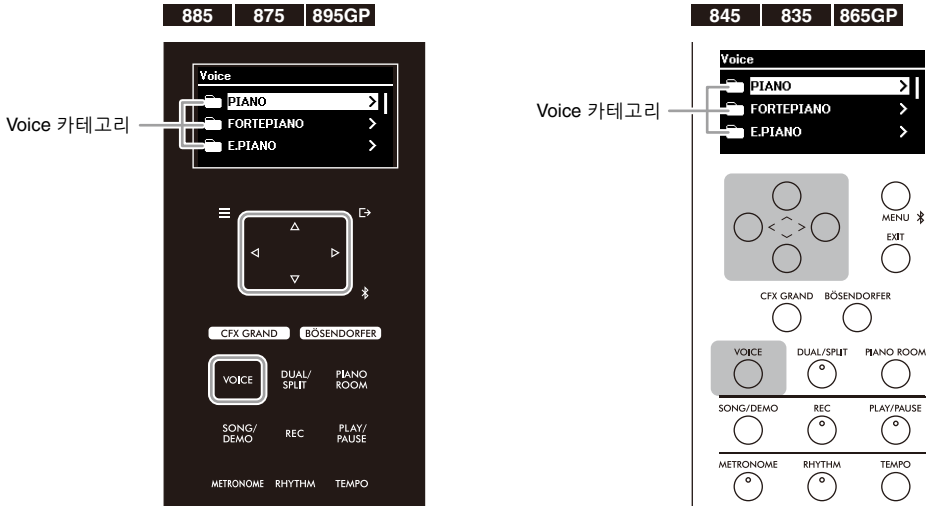 885 875 895GP
Voice
PIANO
FORTEPIANO
E.PIANO
Voice 카테고리
CFX GRAND BÖSENDORFER
VOICE DUAL/SPLIT PIANO ROOM
SONG/DEMO REC PLAY/PAUSE
METRONOME RHYTHM TEMPO
845 835 865GP
Voice
PIANO
FORTEPIANO
E.PIANO
Voice 카테고리
MENU
EXIT
CFX GRAND BÖSENDORFER
VOICE DUAL/SPLIT PIANO ROOM
SONG/DEMO REC PLAY/PAUSE
METRONOME RHYTHM TEMPO